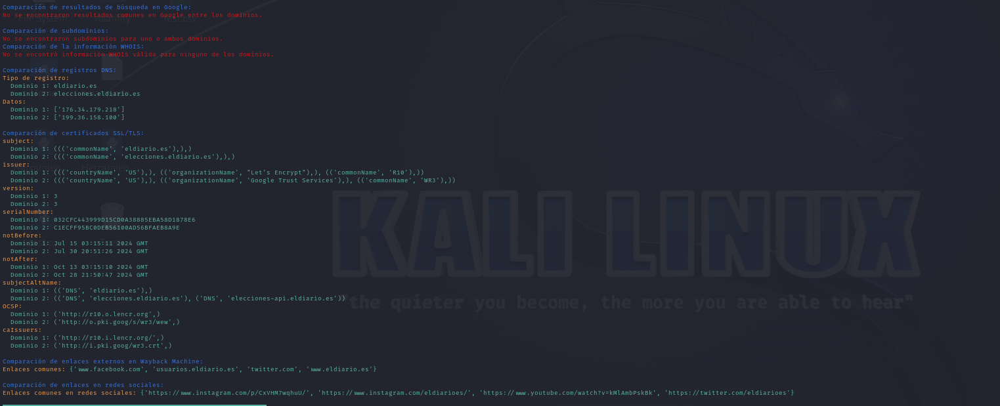 Comparación de resultados de búsqueda en Google:
No se encontraron resultados comunes en Google entre los dominios.
Comparación de subdominios:
No se encontraron subdominios para uno o ambos dominios.
Comparación de la información WHOIS:
No se encontró información WHOIS válida para ninguno de los dominios.
Comparación de registros DNS:
Tipo de registro:
Dominio 1: eldiario.es
Dominio 2: elecciones.eldiario.es
Datos:
Dominio 1: ['176.34.179.218']
Dominio 2: ['199.36.158.100']
Comparación de certificados SSL/TLS:
subject:
Dominio 1: ((('commonName', 'eldiario.es'),),)
Dominio 2: ((('commonName', 'elecciones.eldiario.es'),),)
issuer:
Dominio 1: ((('countryName', 'US'),), (('organizationName', "Let's Encrypt"),), (('commonName', 'R10'),))
Dominio 2: ((('countryName', 'US'),), (('organizationName', 'Google Trust Services'),), (('commonName', 'WR3'),))
version:
Dominio 1: 3
Dominio 2: 3
serialNumber:
Dominio 1: 032CFC443999D15CD0A38885EBA58D1878E6
Dominio 2: C1ECFF95BC0DEB56100AD56BFAEB8A9E
notBefore:
Dominio 1: Jul 15 03:15:11 2024 GMT
Dominio 2: Jul 30 20:51:26 2024 GMT
notAfter:
Dominio 1: Oct 13 03:15:10 2024 GMT
Dominio 2: Oct 28 21:50:47 2024 GMT
subjectAltName:
Dominio 1: (('DNS', 'eldiario.es'),)
Dominio 2: (('DNS', 'elecciones.eldiario.es'), ('DNS', 'elecciones-api.eldiario.es'))
OCSP:
Dominio 1: ('http://r10.o.lencr.org',)
Dominio 2: ('http://o.pki.goog/s/wr3/wew',)
caIssuers:
Dominio 1: ('http://r10.i.lencr.org/',)
Dominio 2: ('http://i.pki.goog/wr3.crt',)
Comparación de enlaces externos en Wayback Machine:
Enlaces comunes: {'www.facebook.com', 'usuarios.eldiario.es', 'twitter.com', 'www.eldiario.es'}
Comparación de enlaces en redes sociales:
Enlaces comunes en redes sociales: {'https://www.instagram.com/p/CxVHM7wqhuU/', 'https://www.instagram.com/eldiarioes/', 'https://www.youtube.com/watch?v=kMlAmbPskBk', 'https://twitter.com/eldiarioes'}
KALI LINUX
"the quieter you become, the more you are able to hear"